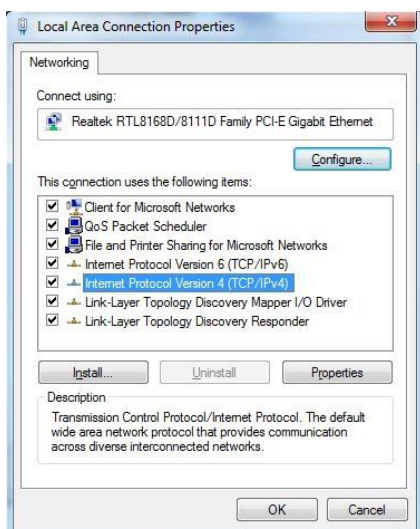 Local Area Connection Properties
Networking
Connect using:
Realtek RTL8168D/8111D Family PCI-E Gigabit Ethernet
Configure...
This connection uses the following items:
Client for Microsoft Networks
QoS Packet Scheduler
File and Printer Sharing for Microsoft Networks
Internet Protocol Version 6 (TCP/IPv6)
Internet Protocol Version 4 (TCP/IPv4)
Link-Layer Topology Discovery Mapper I/O Driver
Link-Layer Topology Discovery Responder
Install... Uninstall Properties
Description
Transmission Control Protocol/Internet Protocol. The default
wide area network protocol that provides communication
across diverse interconnected networks.
OK Cancel